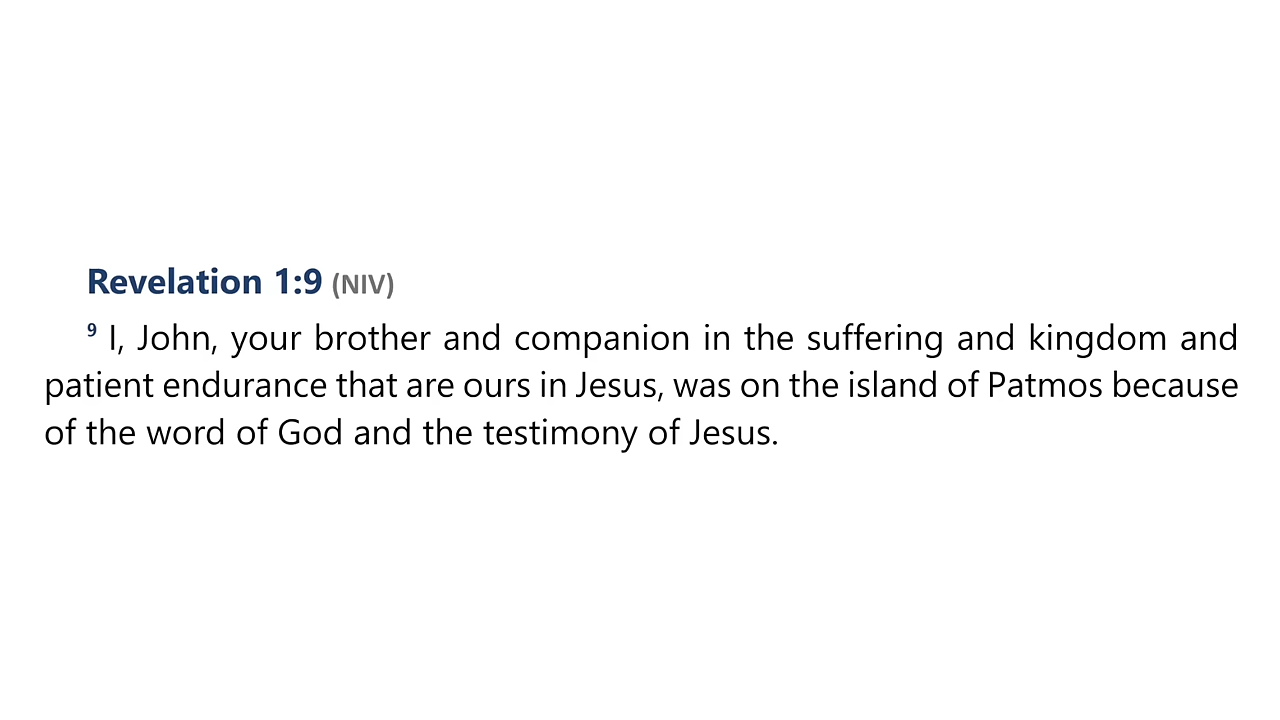 Revelation 1:9 (NIV)
9 I, John, your brother and companion in the suffering and kingdom and
patient endurance that are ours in Jesus, was on the island of Patmos because
of the word of God and the testimony of Jesus.